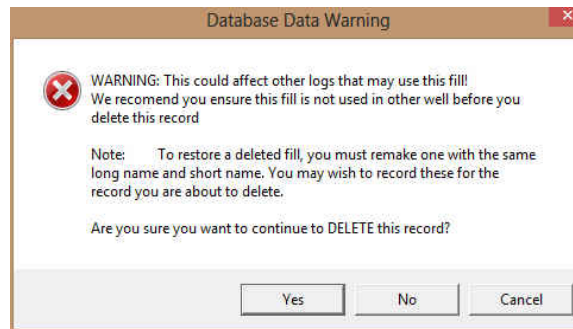 Database Data Warning
WARNING: This could affect other logs that may use this fill!
We recomend you ensure this fill is not used in other well before you
delete this record
Note: To restore a deleted fill, you must remake one with the same
long name and short name. You may wish to record these for the
record you are about to delete.
Are you sure you want to continue to DELETE this record?
Yes No Cancel